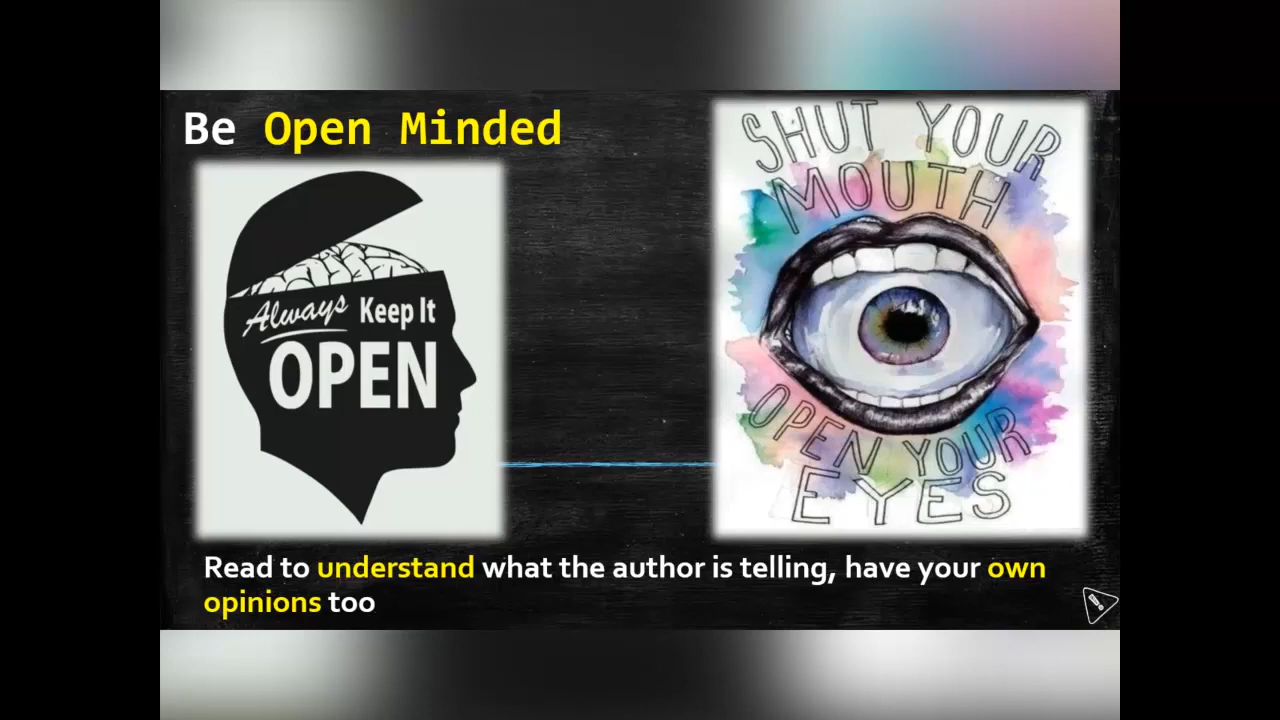 Be Open Minded
Always Keep It
OPEN
SHUT YOUR
MOUTH
OPEN YOUR
EYES
Read to understand what the author is telling, have your own
opinions too